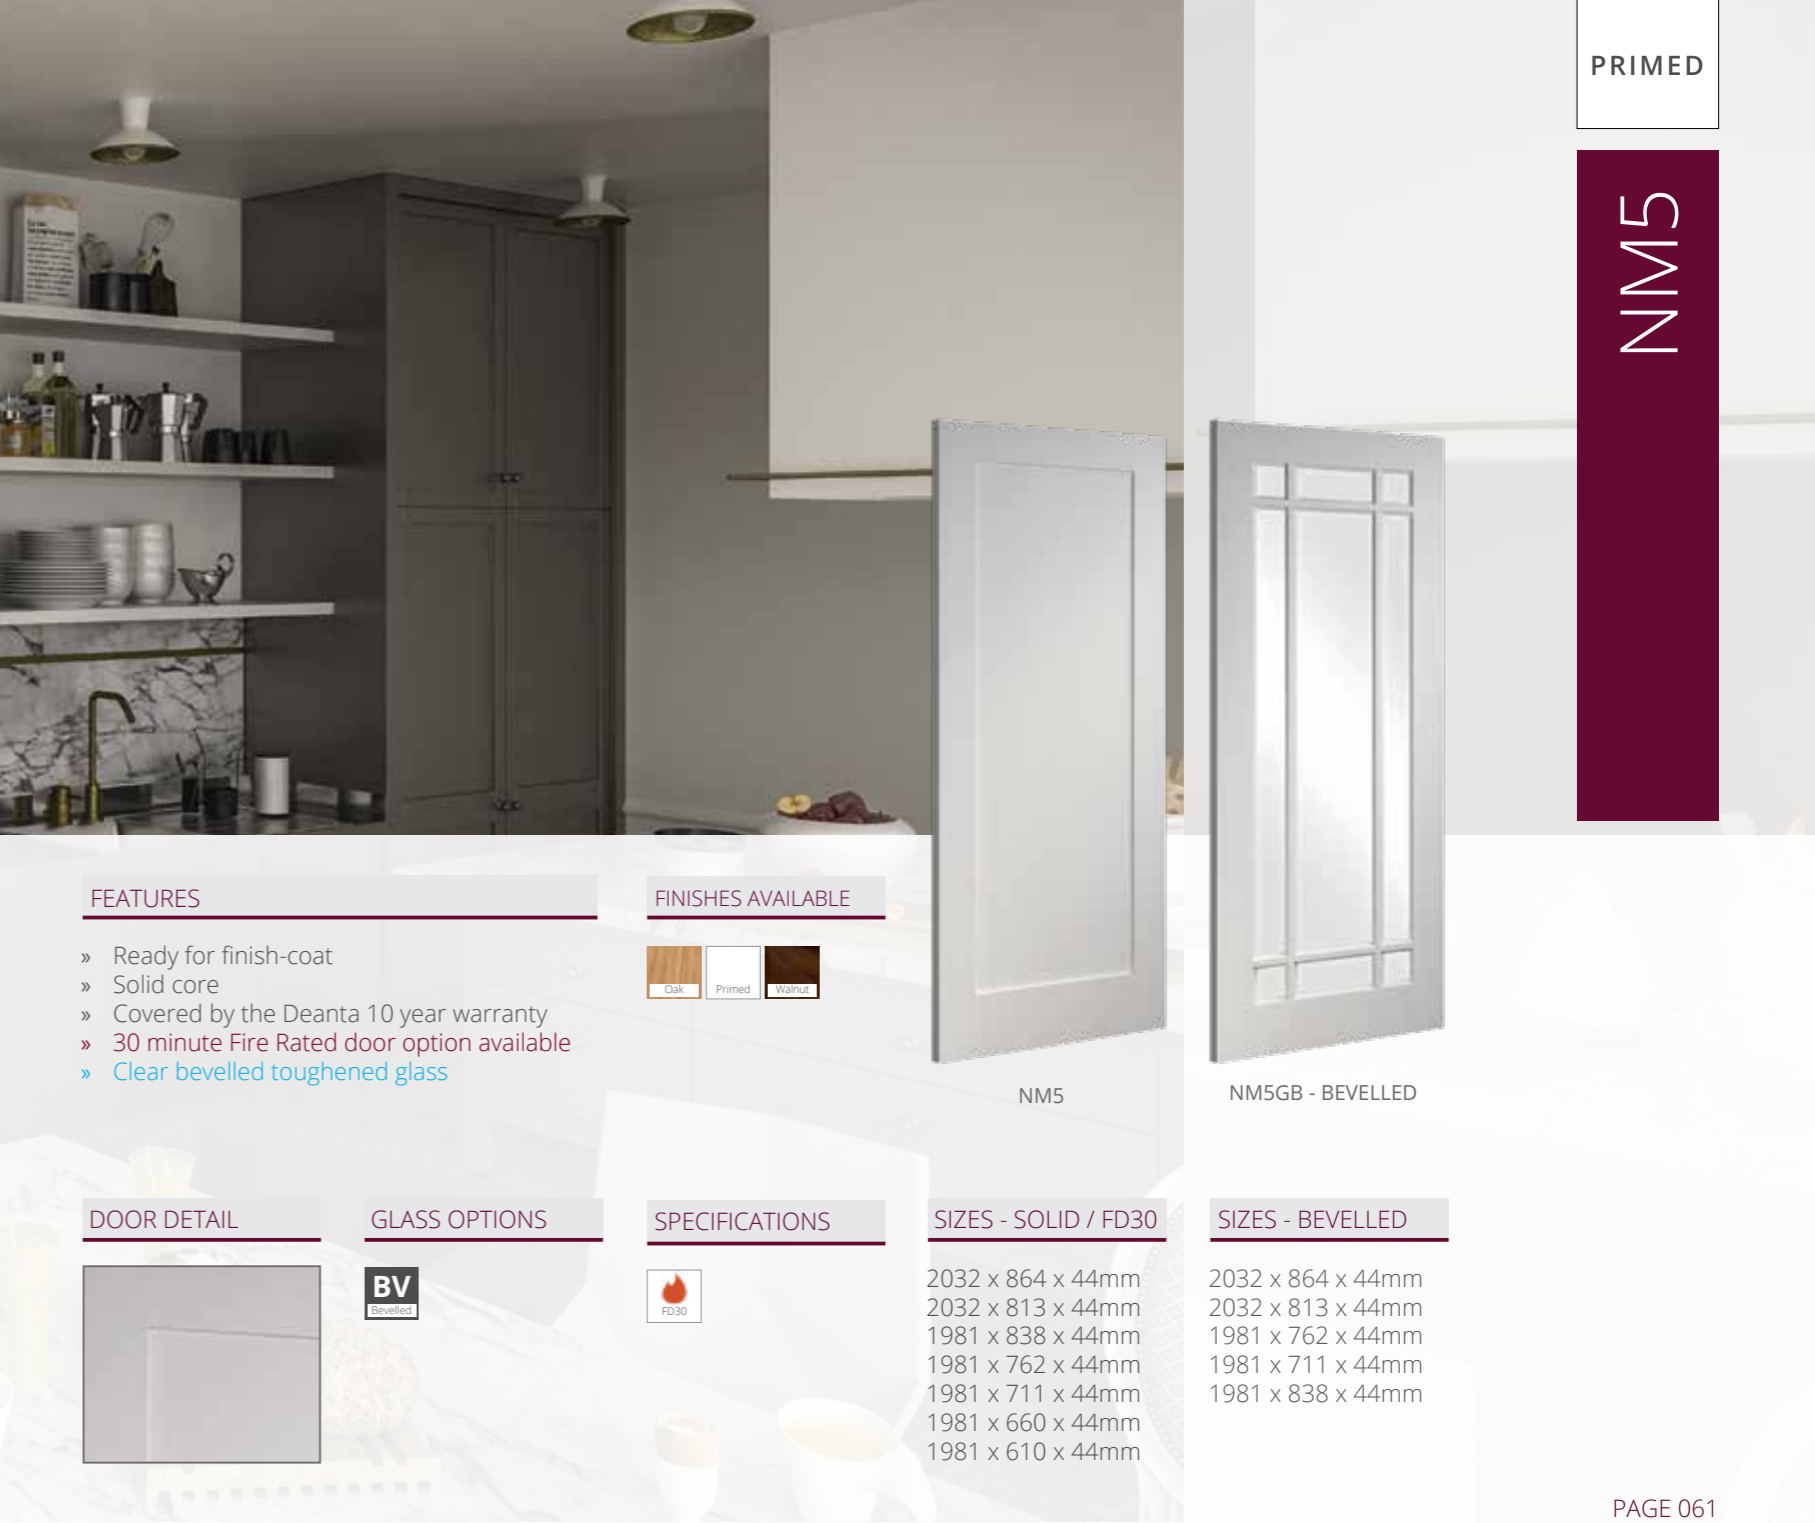 PRIMED
NM5
FEATURES
» Ready for finish-coat
» Solid core
» Covered by the Deanta 10 year warranty
» 30 minute Fire Rated door option available
» Clear bevelled toughened glass
FINISHES AVAILABLE
Oak
Primed
Walnut
NM5
NM5GB - BEVELLED
DOOR DETAIL
GLASS OPTIONS
BV
Bevelled
SPECIFICATIONS
FD30
SIZES - SOLID / FD30
2032 x 864 x 44mm
2032 x 813 x 44mm
1981 x 838 x 44mm
1981 x 762 x 44mm
1981 x 711 x 44mm
1981 x 660 x 44mm
1981 x 610 x 44mm
SIZES - BEVELLED
2032 x 864 x 44mm
2032 x 813 x 44mm
1981 x 762 x 44mm
1981 x 711 x 44mm
1981 x 838 x 44mm
PAGE 061